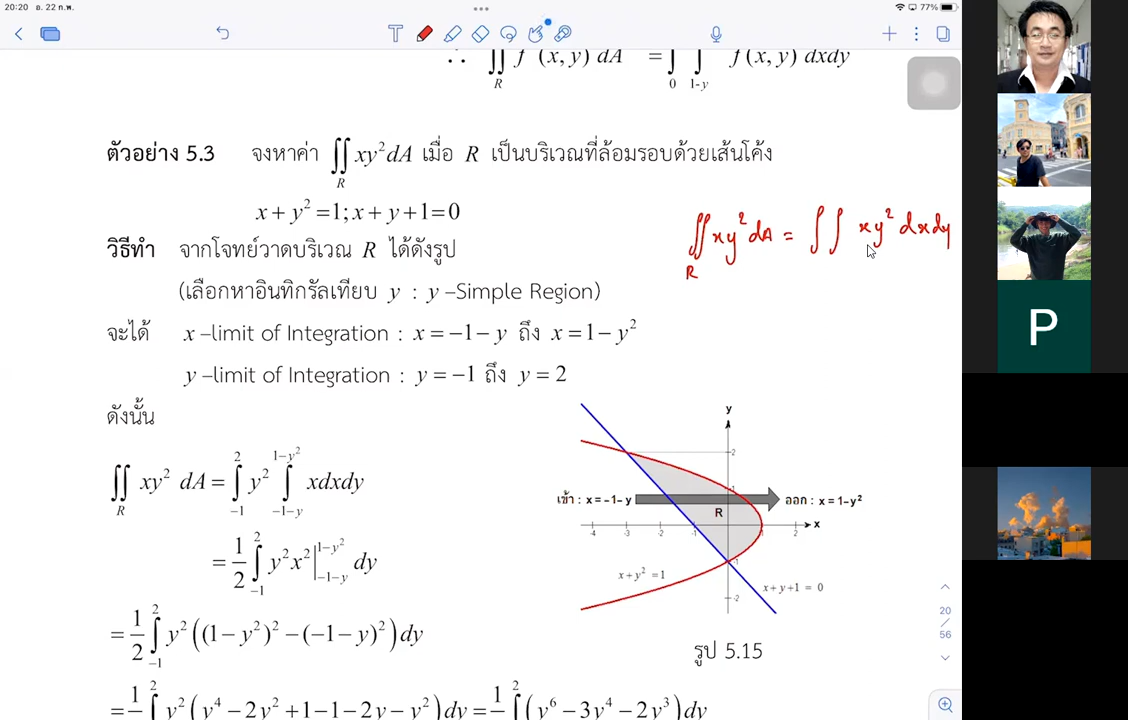 20:20 อ. 22 ก.พ.
77%
∴ ∬_R f (x, y) dA = ∫_0 ∫_{1-y} f (x, y) dxdy
ตัวอย่าง 5.3 จงหาค่า ∬_R xy²dA เมื่อ R เป็นบริเวณที่ล้อมรอบด้วยเส้นโค้ง
x + y² = 1; x + y + 1 = 0
∬_R xy²dA = ∫∫ xy² dxdy
วิธีทำ จากโจทย์วาดบริเวณ R ได้ดังรูป
(เลือกหาอินทิกรัลเทียบ y : y –Simple Region)
จะได้ x –limit of Integration : x = −1 − y ถึง x = 1 − y²
y –limit of Integration : y = −1 ถึง y = 2
ดังนั้น
∬_R xy² dA = ∫_{-1}^{2} y² ∫_{-1-y}^{1-y²} xdxdy
= 1/2 ∫_{-1}^{2} y²x² |_{-1-y}^{1-y²} dy
= 1/2 ∫_{-1}^{2} y² ((1 − y²)² − (−1 − y)²) dy
= 1/2 ∫_{-1}^{2} y² (y⁴ − 2y² + 1 − 1 − 2y − y²) dy = 1/2 ∫_{-1}^{2} (y⁶ − 3y⁴ − 2y³) dy
y
2
1
เข้า : x = -1- y
ออก : x = 1-y²
R
-4 -3 -2 -1 1 2 x
-1
-2
x + y² = 1
x + y + 1 = 0
รูป 5.15
20
/
56
P